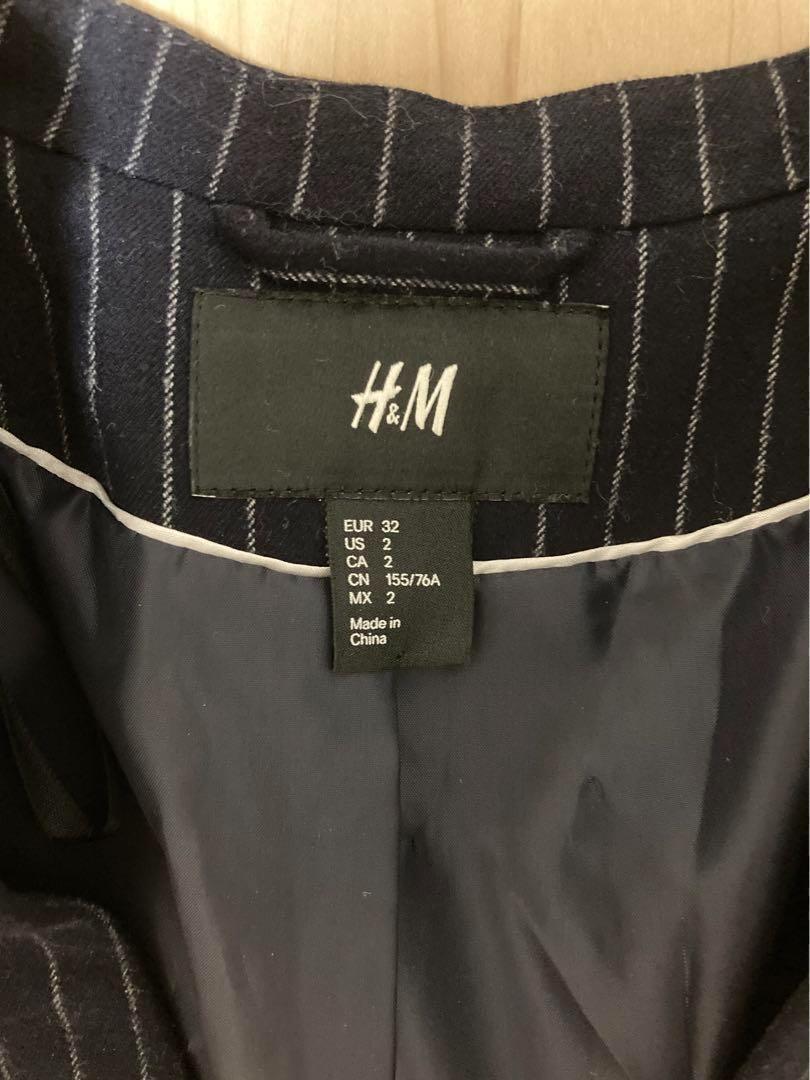 H&M
EUR 32
US 2
CA 2
CN 155/76A
MX 2
Made in
China